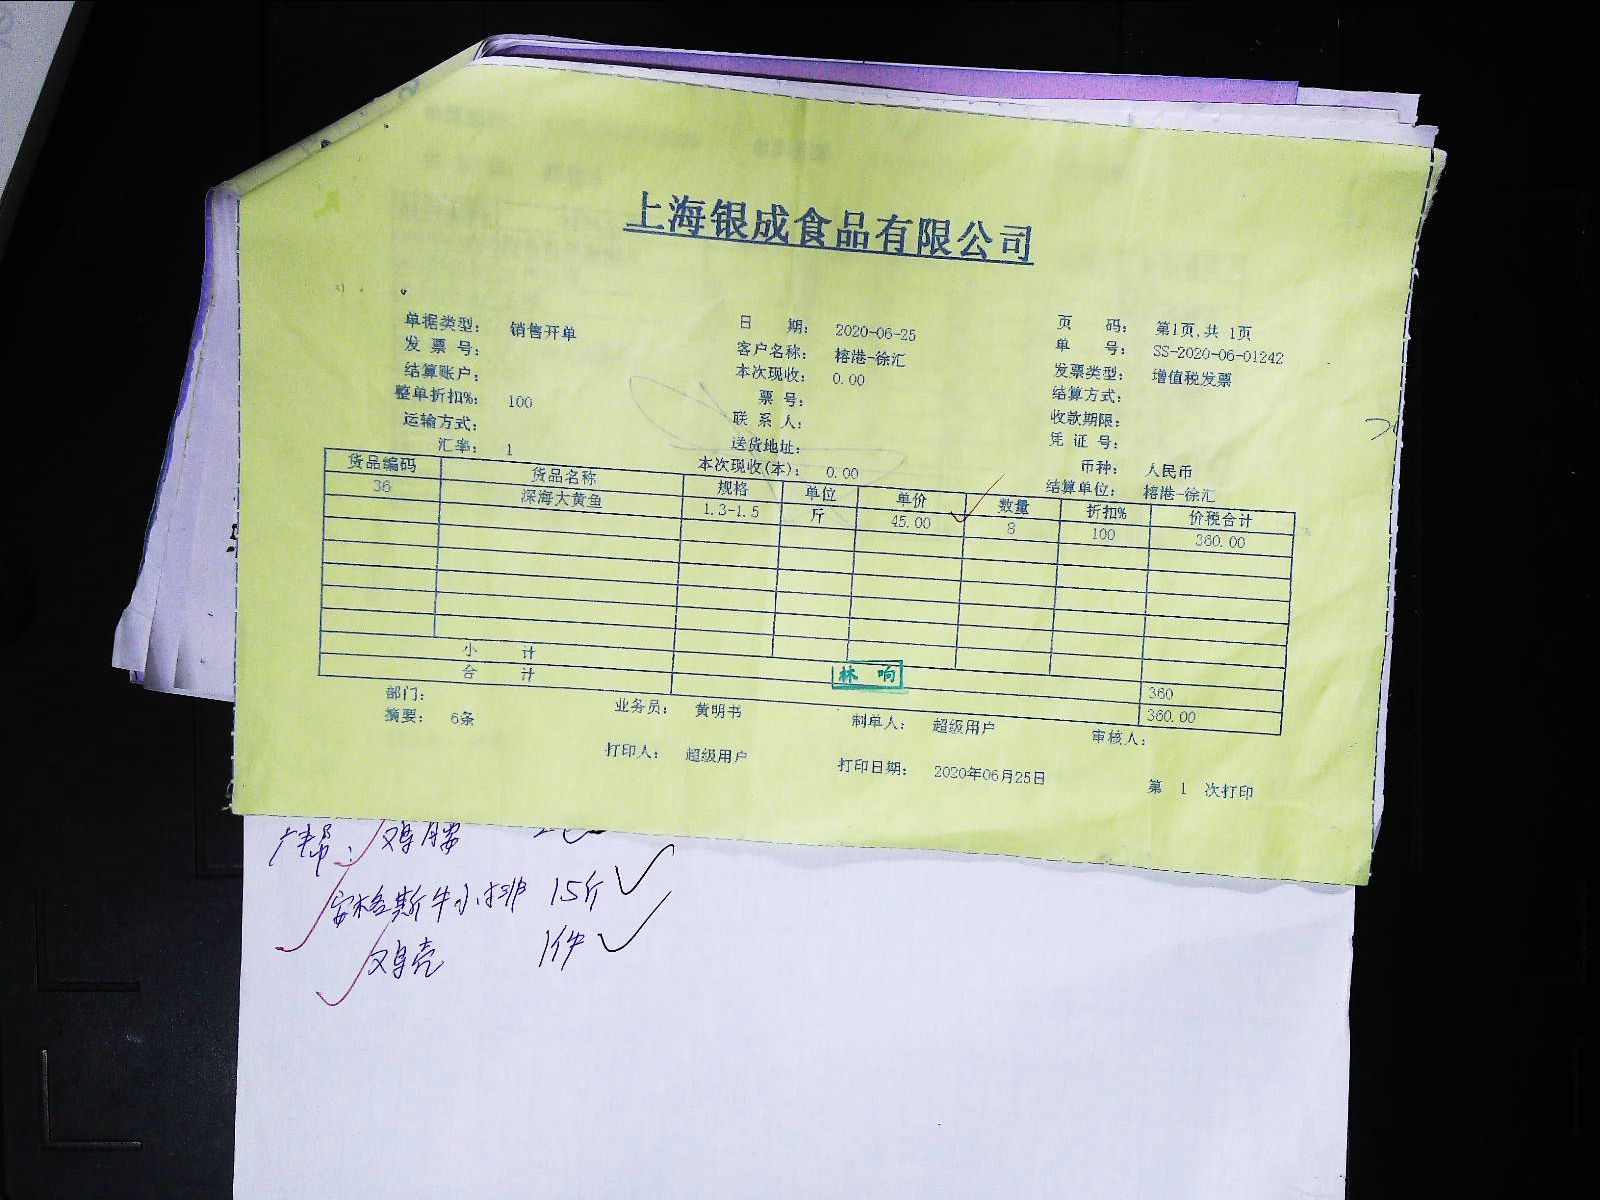 上海银成食品有限公司
单据类型： 销售开单 日 期： 2020-06-25 页 码： 第1页,共 1页
发 票 号： 客户名称： 榕港-徐汇 单 号： SS-2020-06-01242
结算账户： 本次现收： 0.00 发票类型： 增值税发票
整单折扣%： 100 票 号： 结算方式：
运输方式： 联 系 人： 收款期限：
汇率： 1 送货地址： 凭 证 号：
本次现收(本)： 0.00 币种： 人民币
结算单位： 榕港-徐汇
货品编码 货品名称 规格 单位 单价 数量 折扣% 价税合计
36 深海大黄鱼 1.3-1.5 斤 45.00 8 100 360.00
小 计 360
合 计 360.00
林 响
部门： 业务员： 黄明书 制单人： 超级用户 审核人：
摘要： 6条
打印人： 超级用户 打印日期： 2020年06月25日 第 1 次打印
鸡腰
安格斯牛小排 15斤
鸡壳 1件